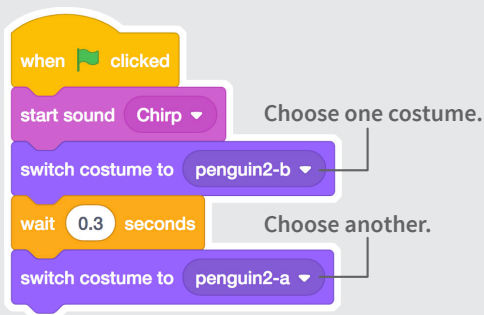 when clicked
start sound Chirp
Choose one costume.
switch costume to penguin2-b
wait 0.3 seconds
Choose another.
switch costume to penguin2-a